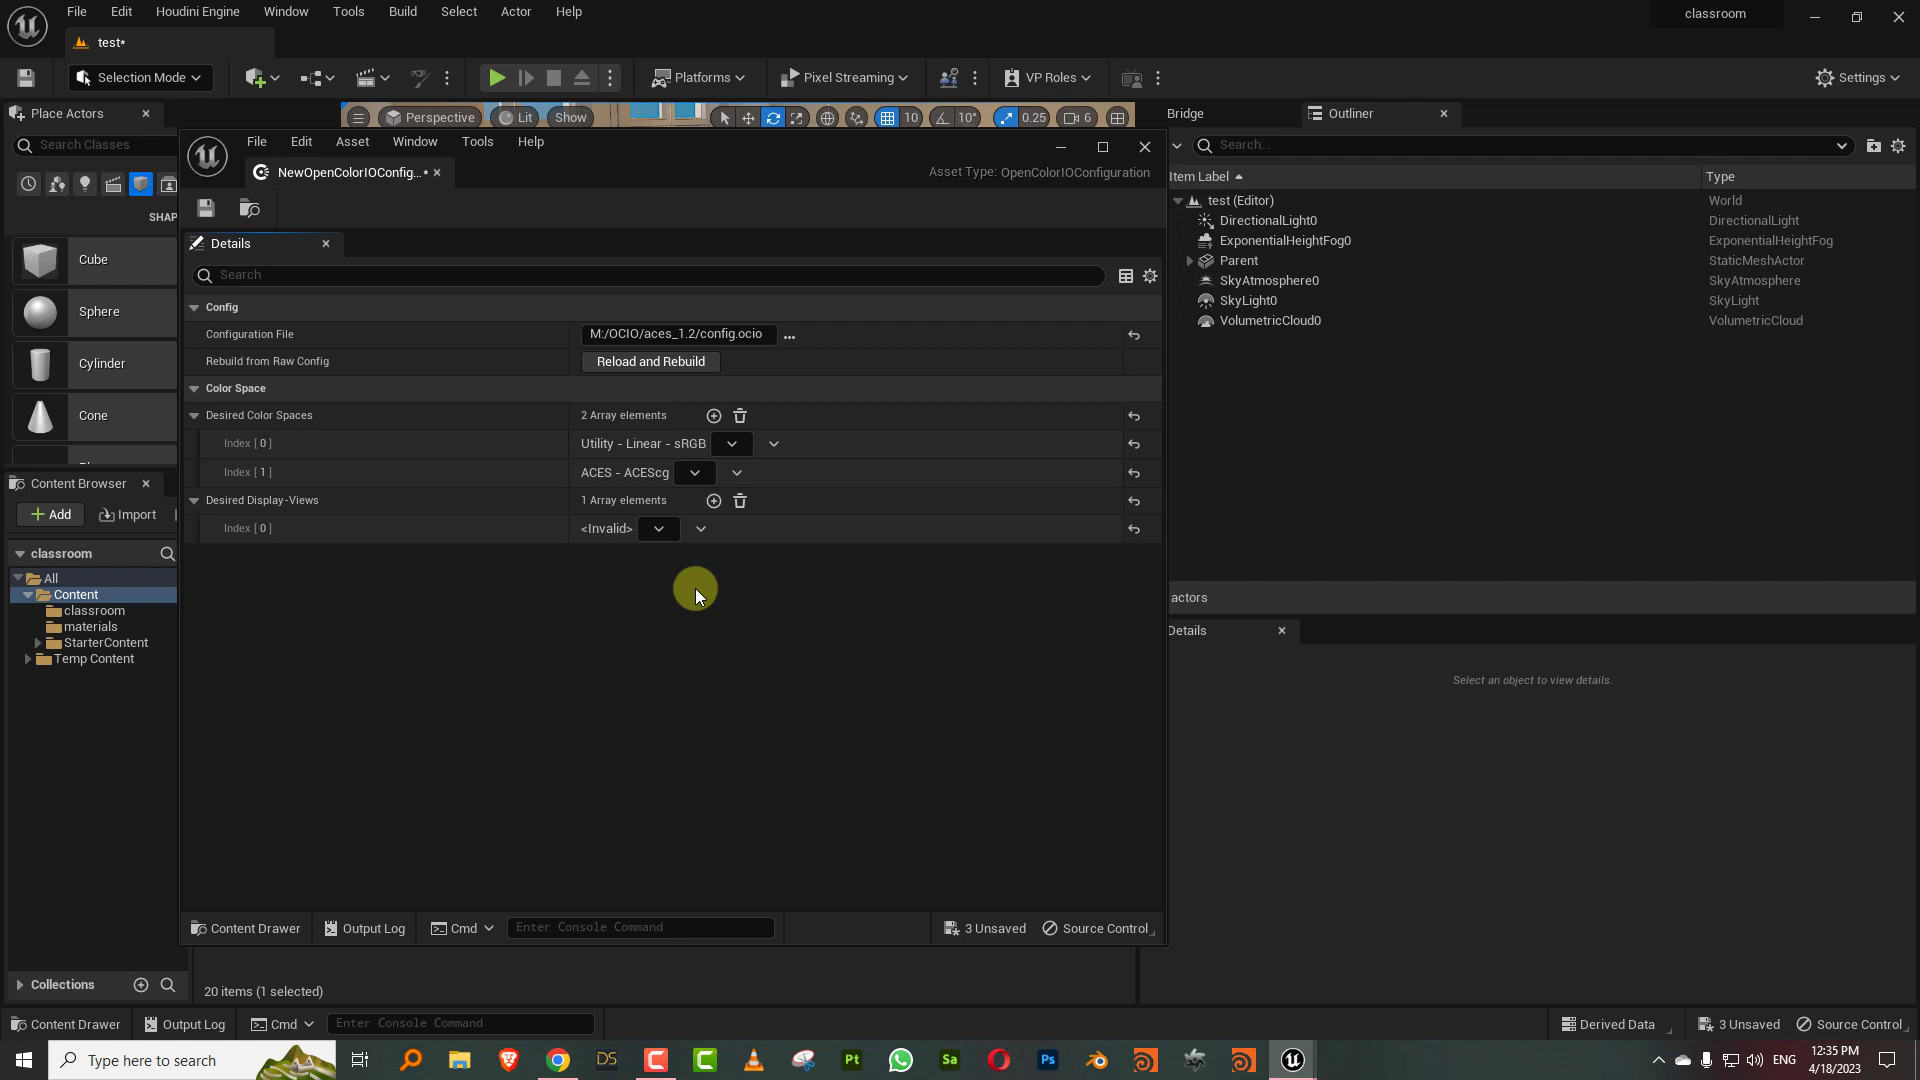 File Edit Houdini Engine Window Tools Build Select Actor Help classroom
test*
Selection Mode Platforms Pixel Streaming VP Roles Settings
Place Actors Perspective Lit Show 10 10° 0.25 6 Bridge Outliner
Search Classes File Edit Asset Window Tools Help Search...
NewOpenColorIOConfig...* Asset Type: OpenColorIOConfiguration
Item Label Type
test (Editor) World
SHAP
DirectionalLight0 DirectionalLight
ExponentialHeightFog0 ExponentialHeightFog
Details
Cube Parent StaticMeshActor
Search SkyAtmosphere0 SkyAtmosphere
SkyLight0 SkyLight
Config
Sphere VolumetricCloud0 VolumetricCloud
Configuration File M:/OCIO/aces_1.2/config.ocio ...
Rebuild from Raw Config Reload and Rebuild
Cylinder
Color Space
Desired Color Spaces 2 Array elements
Cone
Index [ 0 ] Utility - Linear - sRGB
Index [ 1 ] ACES - ACEScg
Content Browser
Desired Display-Views 1 Array elements
Add Import
Index [ 0 ] <Invalid>
classroom
All
Content
classroom
materials
StarterContent
Temp Content
actors
Details
Select an object to view details.
Content Drawer Output Log Cmd Enter Console Command 3 Unsaved Source Control
Collections 20 items (1 selected)
Content Drawer Output Log Cmd Enter Console Command Derived Data 3 Unsaved Source Control
Type here to search DS Pt Sa Ps ENG 12:35 PM
4/18/2023